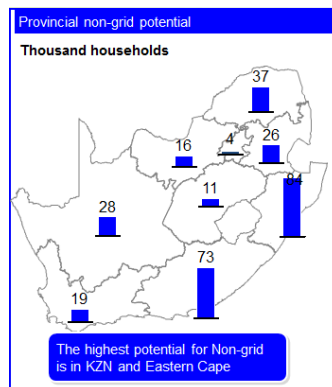 Provincial non-grid potential
Thousand households
37
16
4
26
11
84
28
73
19
The highest potential for Non-grid
is in KZN and Eastern Cape